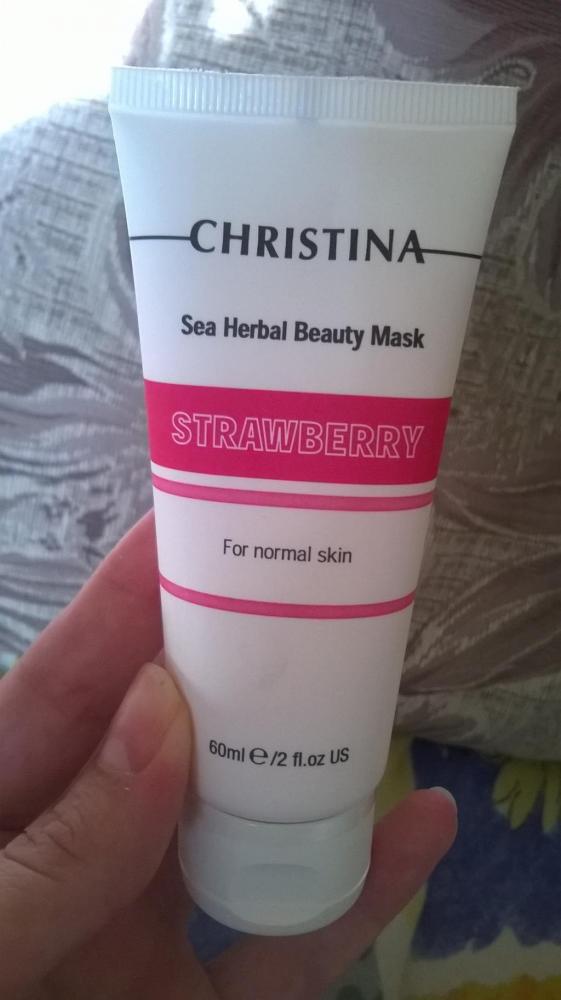 CHRISTINA
Sea Herbal Beauty Mask
STRAWBERRY
For normal skin
60ml ℮/2 fl.oz US